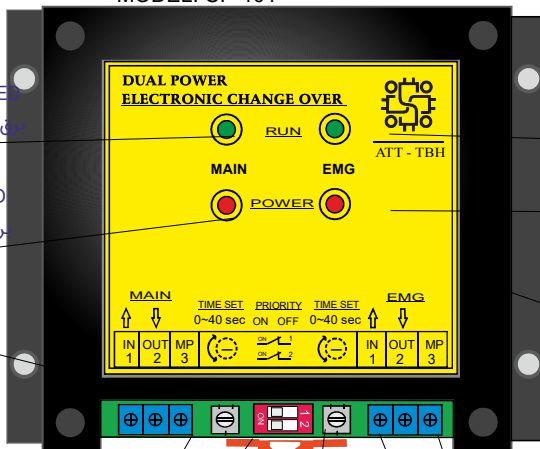 DUAL POWER
ELECTRONIC CHANGE OVER
RUN
ATT - TBH
MAIN EMG
POWER
MAIN EMG
TIME SET PRIORITY TIME SET
0~40 sec ON OFF 0~40 sec
IN OUT MP ON 1 IN OUT MP
1 2 3 ON 2 1 2 3
ON 1 2